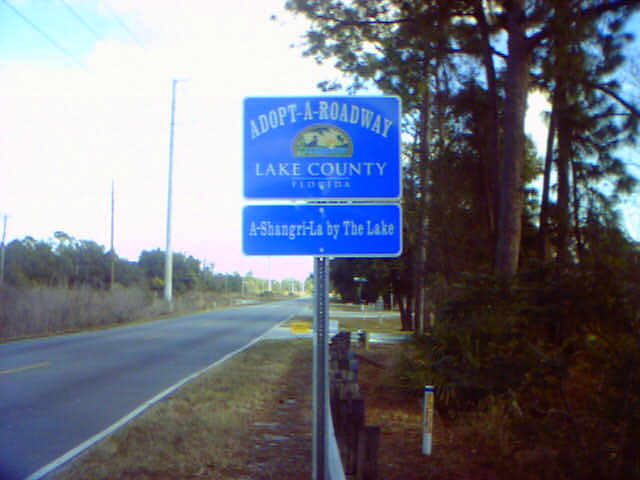 ADOPT-A-ROADWAY
LAKE COUNTY
FLORIDA
A-Shangri-La by The Lake